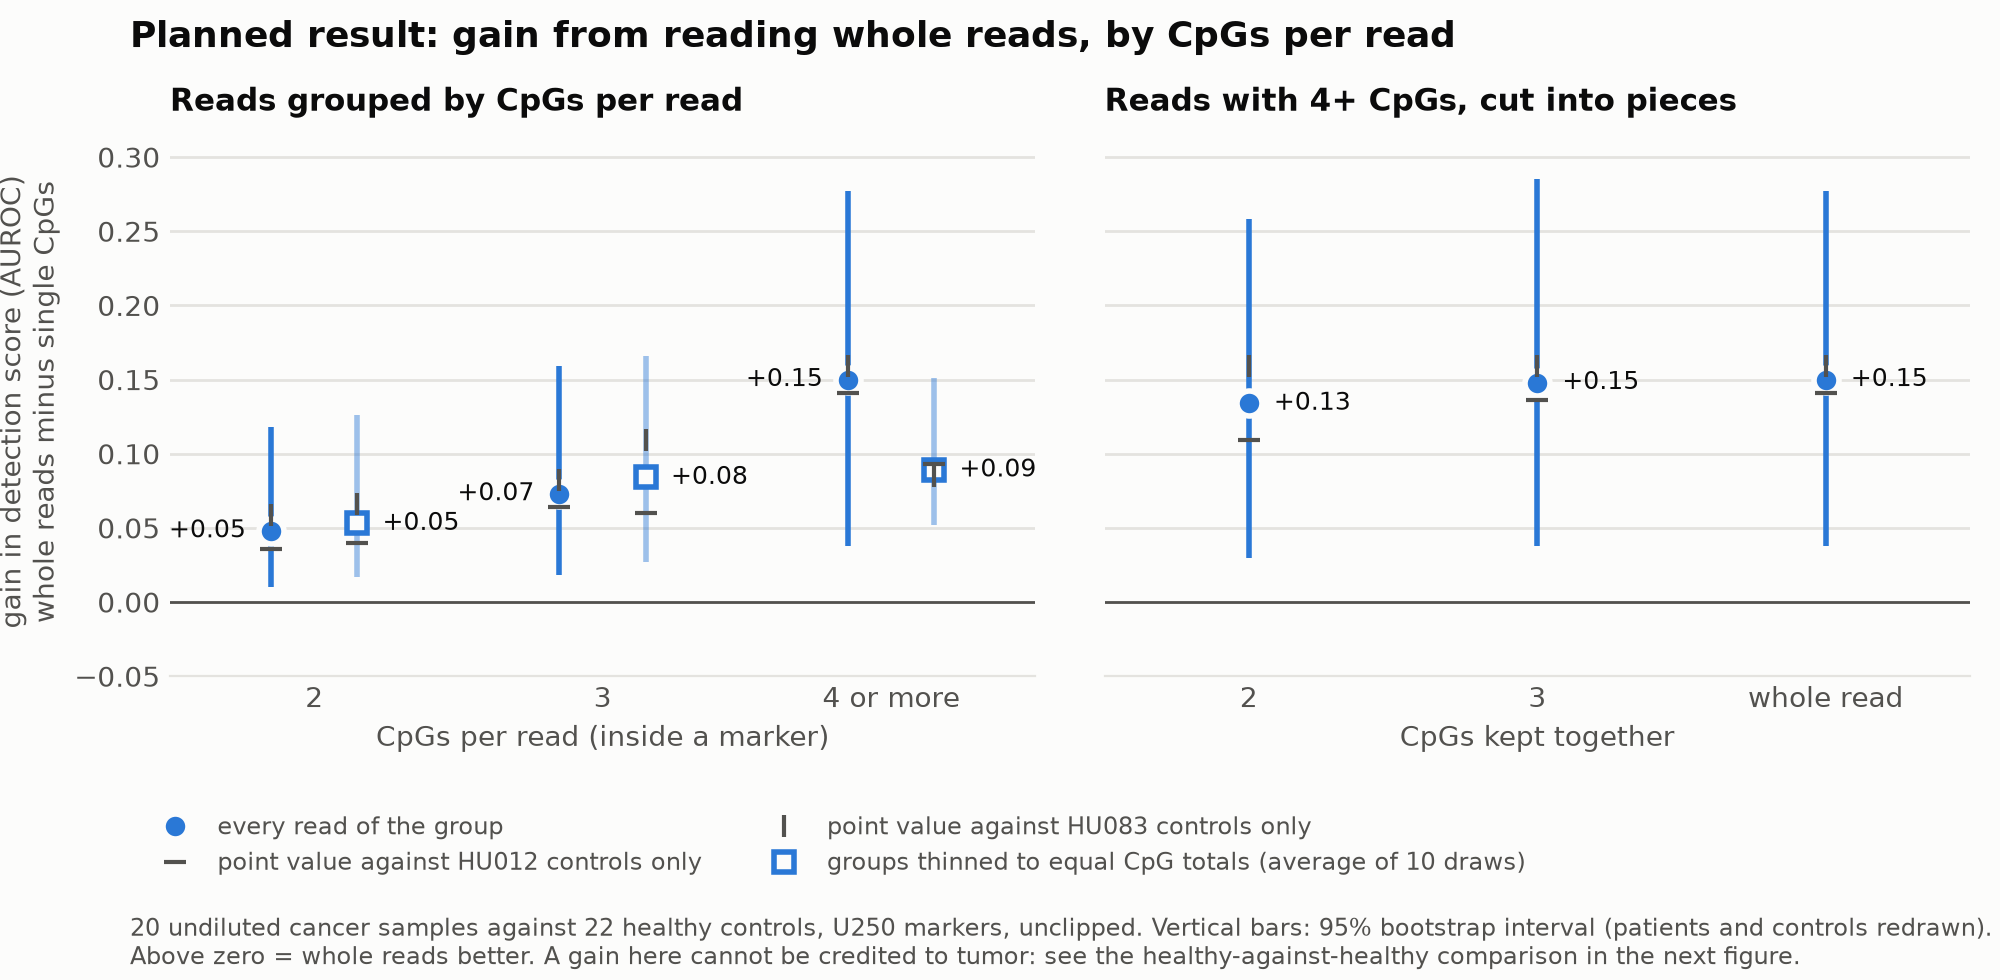 Planned result: gain from reading whole reads, by CpGs per read
Reads grouped by CpGs per read
Reads with 4+ CpGs, cut into pieces
gain in detection score (AUROC)
whole reads minus single CpGs
0.30
0.25
0.20
0.15
0.10
0.05
0.00
−0.05
+0.05
+0.05
+0.07
+0.08
+0.15
+0.09
+0.13
+0.15
+0.15
2
3
4 or more
CpGs per read (inside a marker)
2
3
whole read
CpGs kept together
every read of the group
point value against HU012 controls only
point value against HU083 controls only
groups thinned to equal CpG totals (average of 10 draws)
20 undiluted cancer samples against 22 healthy controls, U250 markers, unclipped. Vertical bars: 95% bootstrap interval (patients and controls redrawn).
Above zero = whole reads better. A gain here cannot be credited to tumor: see the healthy-against-healthy comparison in the next figure.